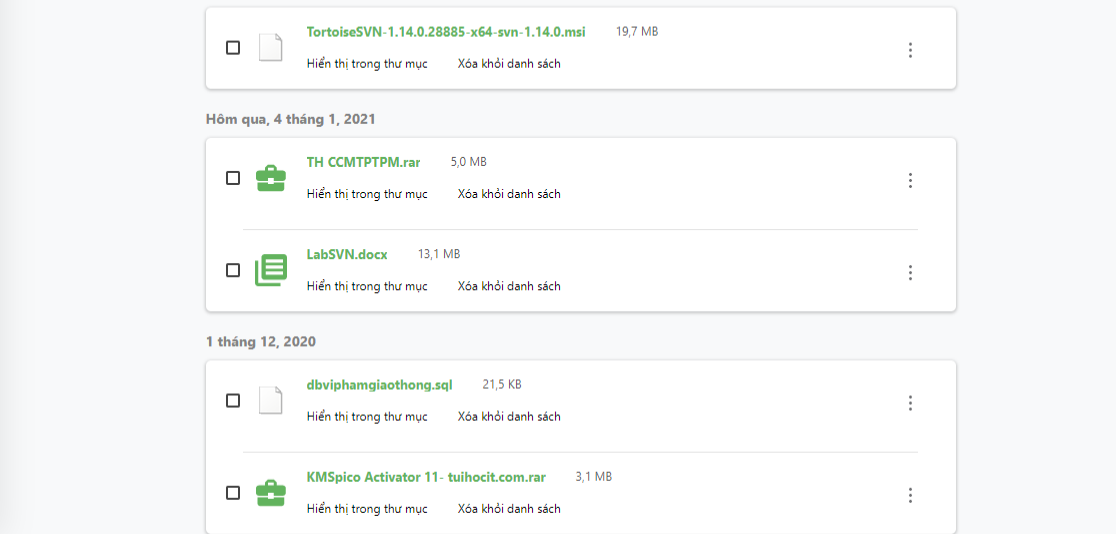 TortoiseSVN-1.14.0.28885-x64-svn-1.14.0.msi 19,7 MB
Hiển thị trong thư mục Xóa khỏi danh sách
Hôm qua, 4 tháng 1, 2021
TH CCMTPTPM.rar 5,0 MB
Hiển thị trong thư mục Xóa khỏi danh sách
LabSVN.docx 13,1 MB
Hiển thị trong thư mục Xóa khỏi danh sách
1 tháng 12, 2020
dbviphamgiaothong.sql 21,5 KB
Hiển thị trong thư mục Xóa khỏi danh sách
KMSpico Activator 11- tuihocit.com.rar 3,1 MB
Hiển thị trong thư mục Xóa khỏi danh sách